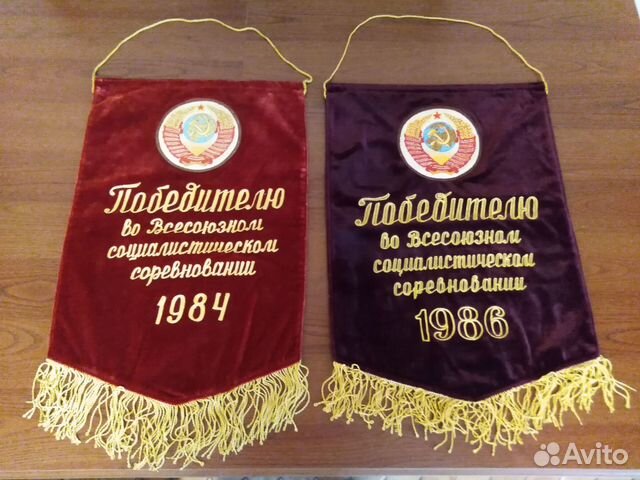 Победителю
во Всесоюзном
социалистическом
соревновании
1984
Победителю
во Всесоюзном
социалистическом
соревновании
1986
Avito